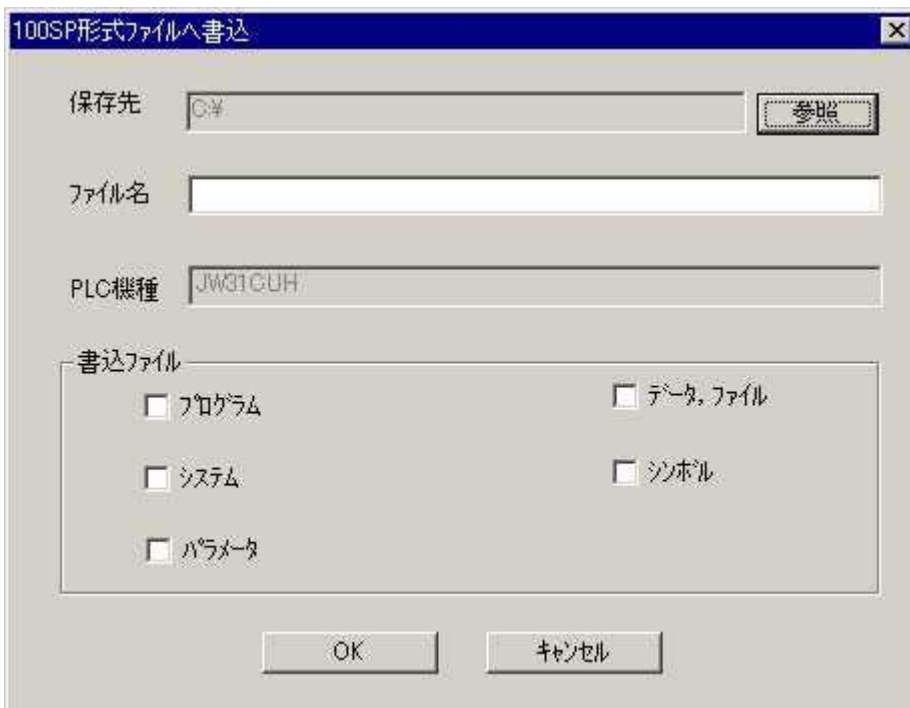 100SP形式ファイルへ書込
保存先 C:¥ 参照
ファイル名
PLC機種 JW31CUH
書込ファイル
プログラム データ,ファイル
システム シンボル
パラメータ
OK キャンセル